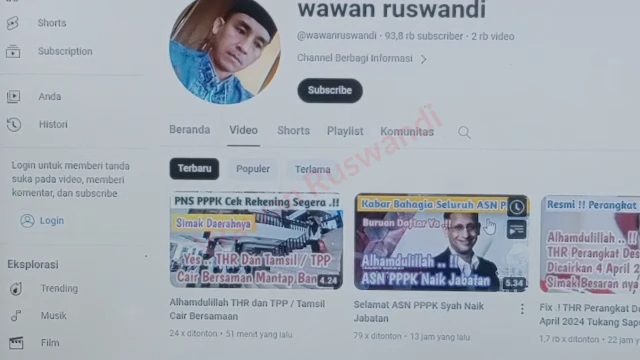 wawan ruswandi
@wawanruswandi • 93,8 rb subscriber • 2 rb video
Channel Berbagi Informasi
Subscribe
Beranda Video Shorts Playlist Komunitas
Terbaru Populer Terlama
Shorts
Subscription
Anda
Histori
Login untuk memberi tanda
suka pada video, memberi
komentar, dan subscribe
Login
Eksplorasi
Trending
Musik
Film
PNS PPPK Cek Rekening Segera .!!
Simak Daerahnya
Yes .. THR Dan Tamsil / TPP
Cair Bersamaan Mantap
4.24
Alhamdulillah THR dan TPP / Tamsil
Cair Bersamaan
24 x ditonton • 51 menit yang lalu
Kabar Bahagia Seluruh ASN
Buruan Daftar Ya .!!
Alhamdulillah .. !!
ASN PPPK Naik Jabatan
5.34
Selamat ASN PPPK Syah Naik
Jabatan
79 x ditonton • 13 jam yang lalu
Resmi !! Perangkat
Alhamdulillah
THR Perangkat Des
Dicairkan 4 April 2
Simak Besaran nya
Fix .! THR Perangkat De
April 2024 Tukang Sapu
1,7 rb x ditonton • 22 jam
Ruswandi